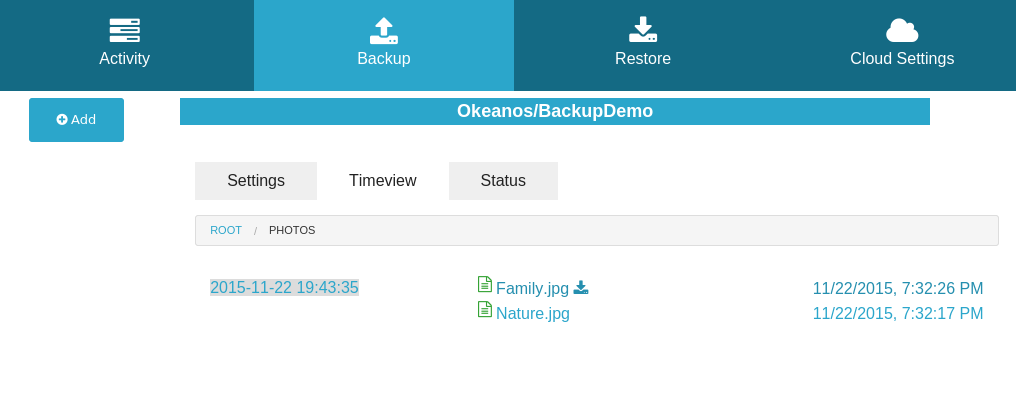 Activity Backup Restore Cloud Settings
Add
Okeanos/BackupDemo
Settings Timeview Status
ROOT / PHOTOS
2015-11-22 19:43:35 Family.jpg 11/22/2015, 7:32:26 PM
Nature.jpg 11/22/2015, 7:32:17 PM